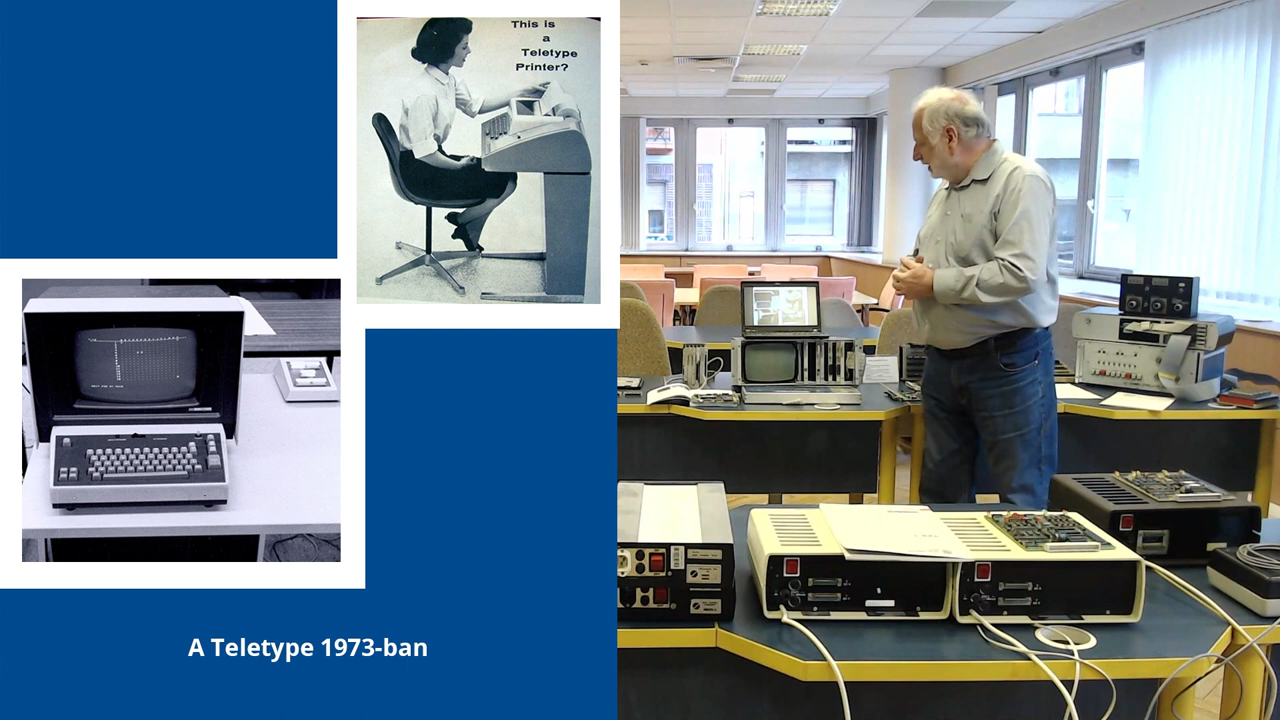 This is
a
Teletype
Printer?
A Teletype 1973-ban